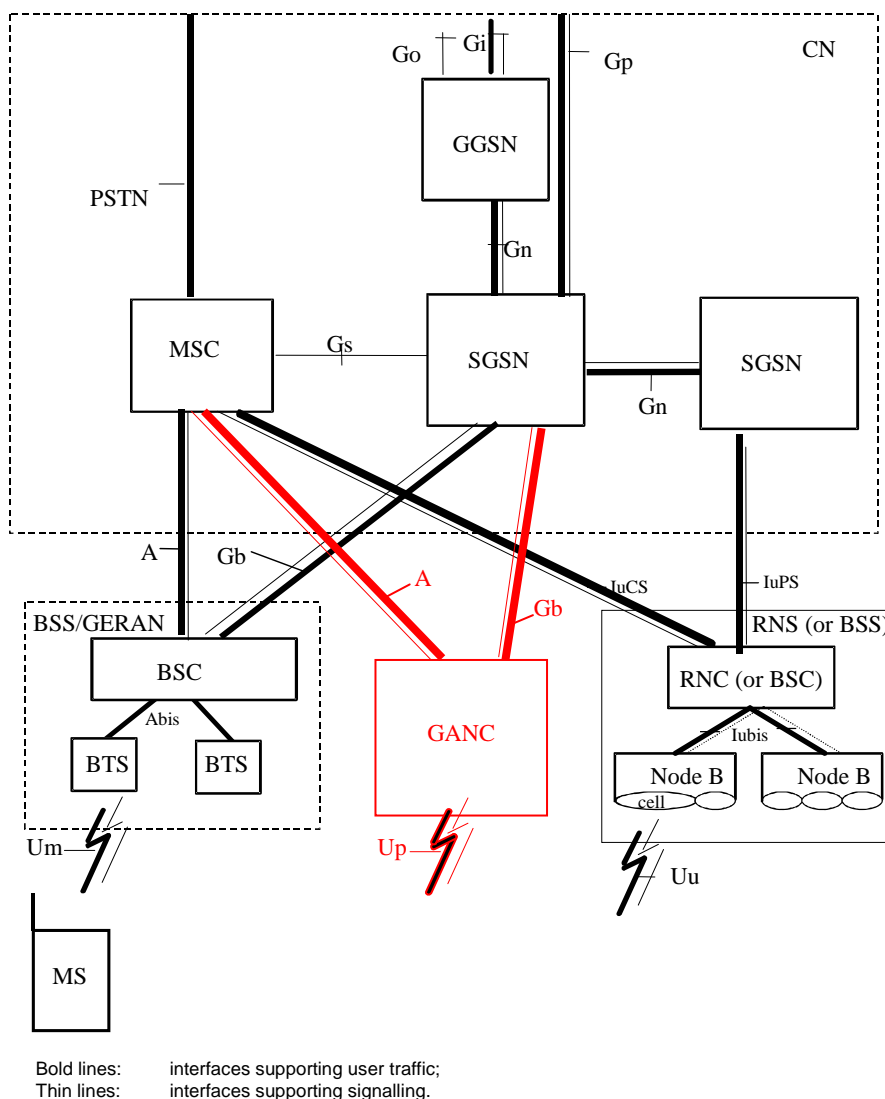 Go
Gi
Gp
CN
GGSN
PSTN
Gn
MSC
Gs
SGSN
SGSN
Gn
A
Gb
A
Gb
IuCS
IuPS
BSS/GERAN
RNS (or BSS)
BSC
RNC (or BSC)
Abis
GANC
Iubis
BTS
BTS
Node B
Node B
cell
Um
Up
Uu
MS
Bold lines: interfaces supporting user traffic;
Thin lines: interfaces supporting signalling.